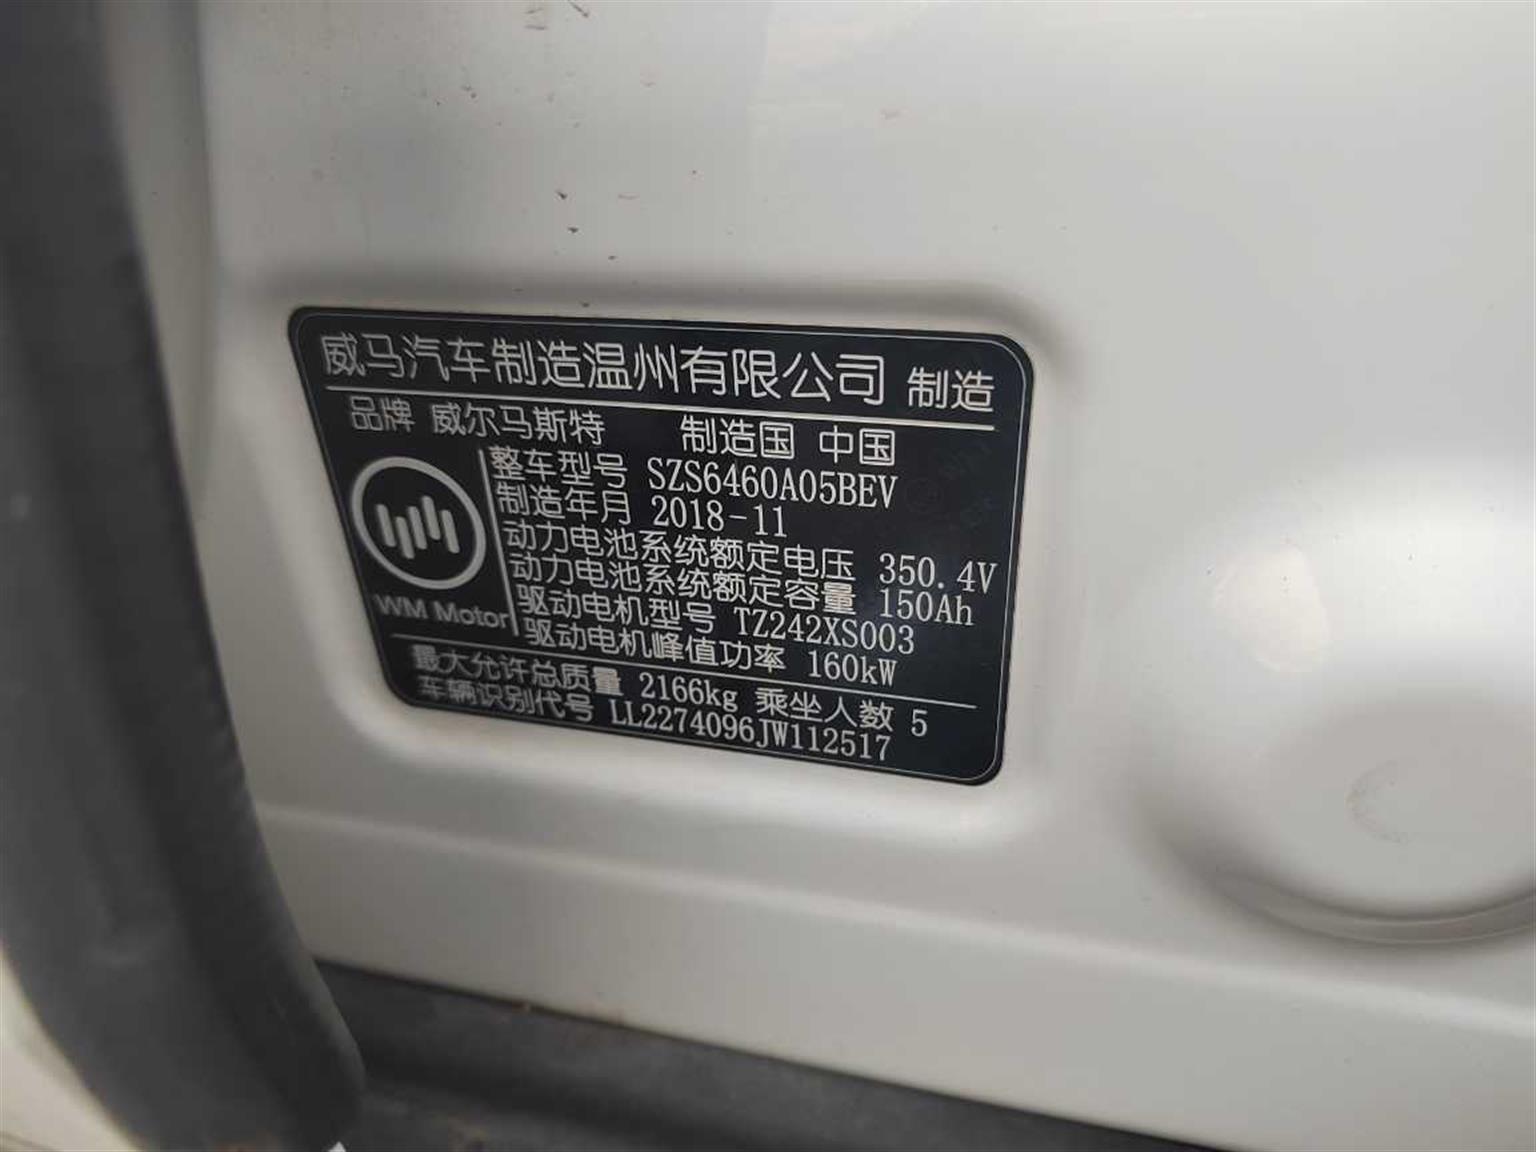 威马汽车制造温州有限公司 制造
品牌 威尔马斯特 制造国 中国
整车型号 SZS6460A05BEV
制造年月 2018-11
动力电池系统额定电压 350.4V
动力电池系统额定容量 150Ah
驱动电机型号 TZ242XS003
驱动电机峰值功率 160kW
WM Motor
最大允许总质量 2166kg 乘坐人数 5
车辆识别代号 LL2274096JW112517